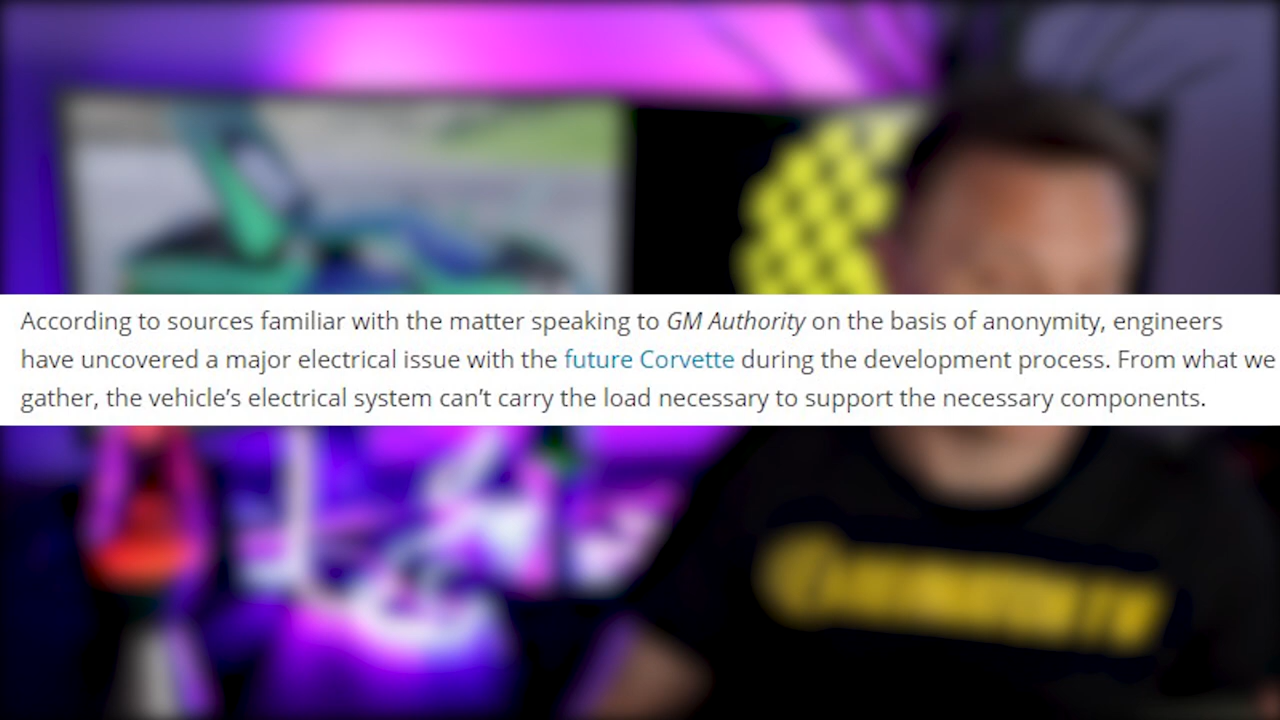 According to sources familiar with the matter speaking to GM Authority on the basis of anonymity, engineers
have uncovered a major electrical issue with the future Corvette during the development process. From what we
gather, the vehicle’s electrical system can’t carry the load necessary to support the necessary components.